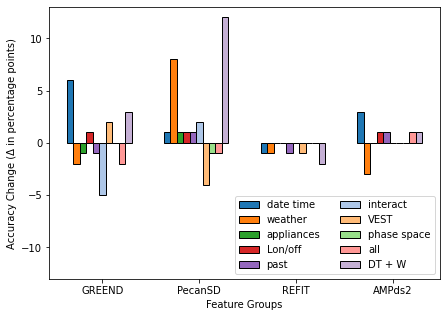 Accuracy Change (Δ in percentage points)
10
5
0
−5
−10
date time
weather
appliances
Lon/off
past
interact
VEST
phase space
all
DT + W
GREEND PecanSD REFIT AMPds2
Feature Groups